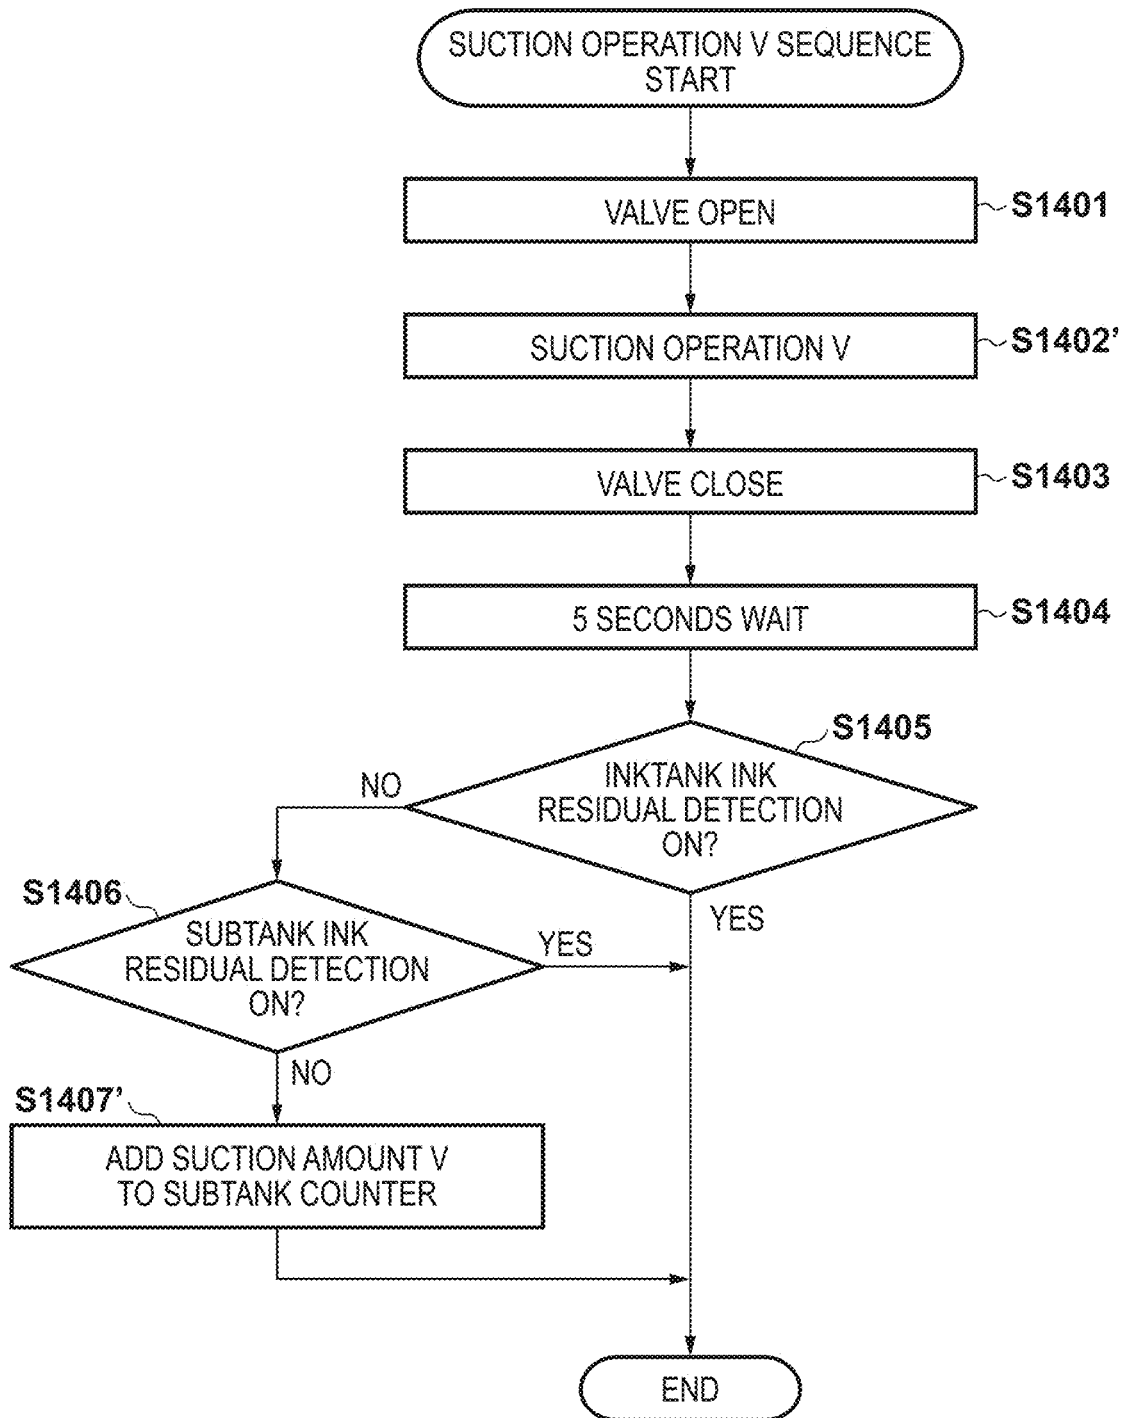 SUCTION OPERATION V SEQUENCE
START
VALVE OPEN
S1401
SUCTION OPERATION V
S1402'
VALVE CLOSE
S1403
5 SECONDS WAIT
S1404
S1405
INKTANK INK
RESIDUAL DETECTION
ON?
NO
YES
S1406
SUBTANK INK
RESIDUAL DETECTION
ON?
YES
NO
S1407'
ADD SUCTION AMOUNT V
TO SUBTANK COUNTER
END